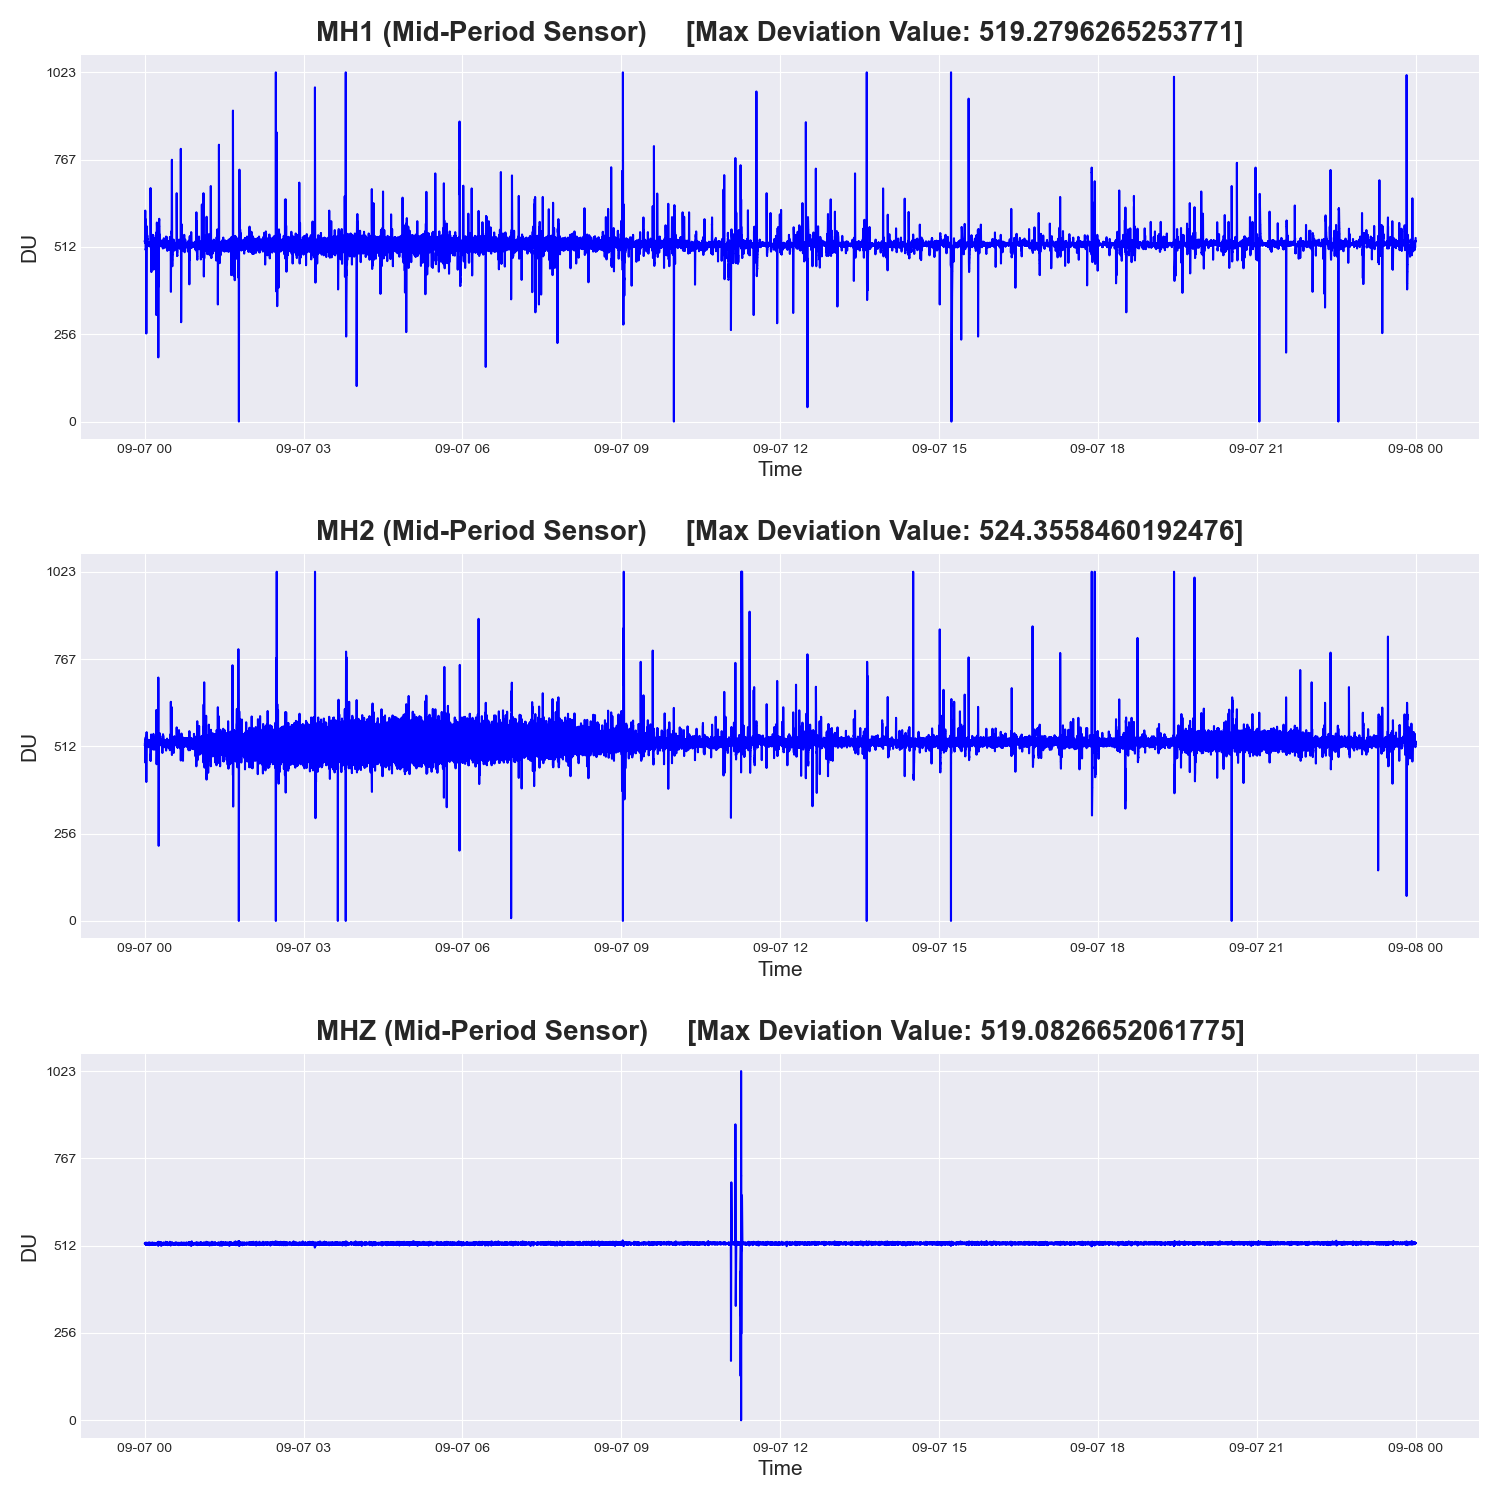 MH1 (Mid-Period Sensor) [Max Deviation Value: 519.2796265253771]
1023
767
512
256
0
DU
09-07 00 09-07 03 09-07 06 09-07 09 09-07 12 09-07 15 09-07 18 09-07 21 09-08 00
Time
MH2 (Mid-Period Sensor) [Max Deviation Value: 524.3558460192476]
1023
767
512
256
0
DU
09-07 00 09-07 03 09-07 06 09-07 09 09-07 12 09-07 15 09-07 18 09-07 21 09-08 00
Time
MHZ (Mid-Period Sensor) [Max Deviation Value: 519.0826652061775]
1023
767
512
256
0
DU
09-07 00 09-07 03 09-07 06 09-07 09 09-07 12 09-07 15 09-07 18 09-07 21 09-08 00
Time